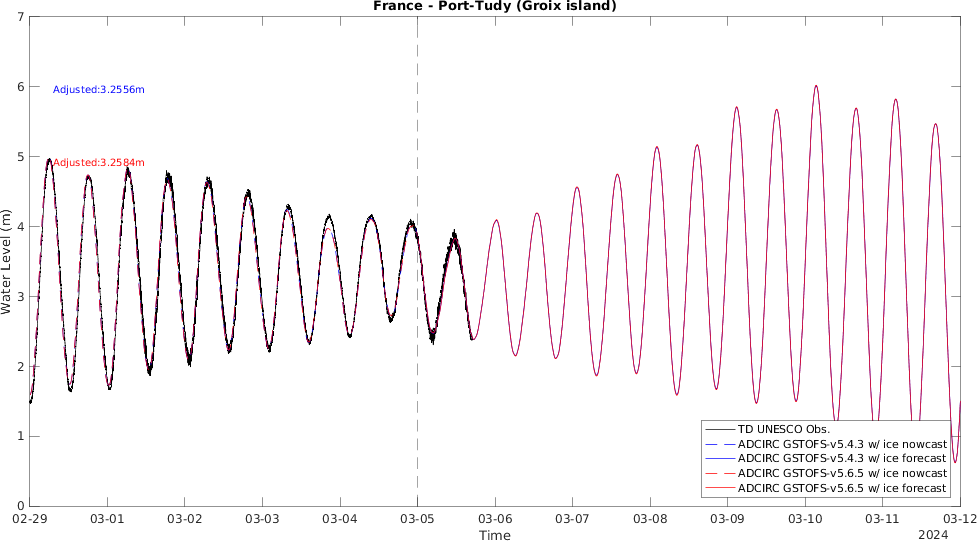 France - Port-Tudy (Groix island)
7
6
5
4
3
2
1
0
Water Level (m)
Adjusted:3.2556m
Adjusted:3.2584m
TD UNESCO Obs.
ADCIRC GSTOFS-v5.4.3 w/ ice nowcast
ADCIRC GSTOFS-v5.4.3 w/ ice forecast
ADCIRC GSTOFS-v5.6.5 w/ ice nowcast
ADCIRC GSTOFS-v5.6.5 w/ ice forecast
02-29 03-01 03-02 03-03 03-04 03-05 03-06 03-07 03-08 03-09 03-10 03-11 03-12
Time
2024